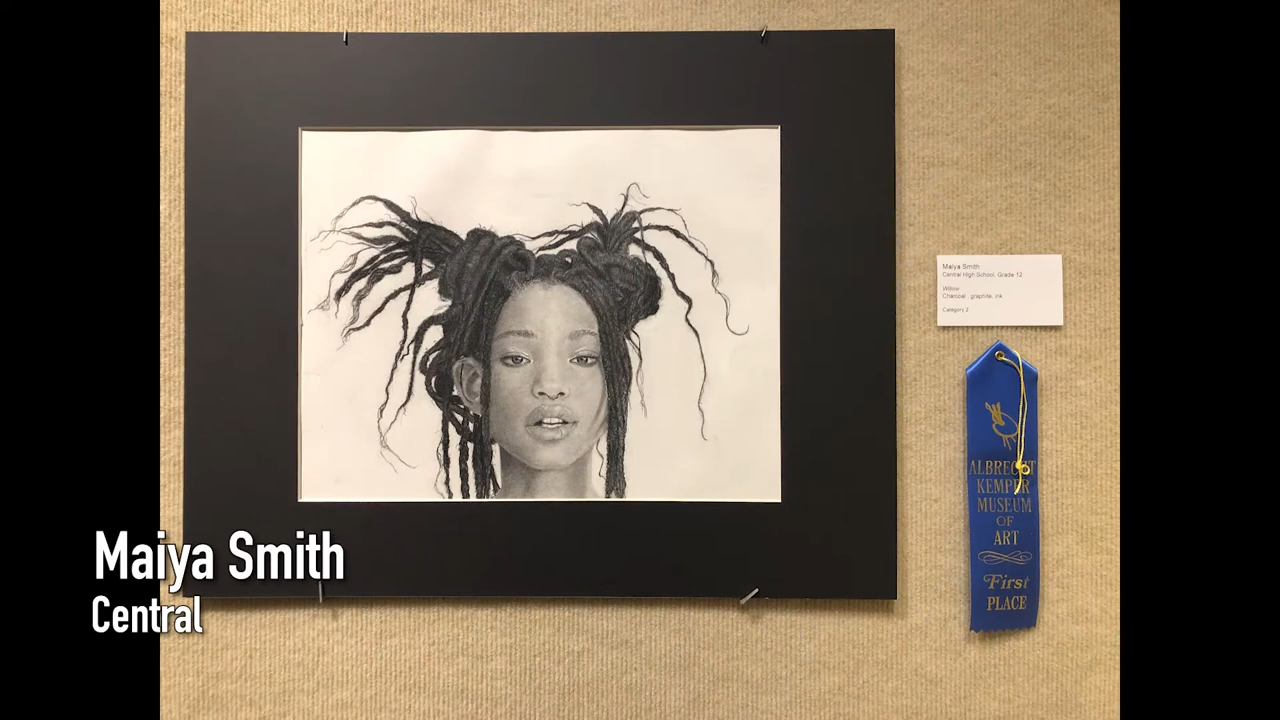 Maiya Smith
Central High School, Grade 12
Willow
Charcoal , graphite, ink
Category 2
ALBRECHT
KEMPER
MUSEUM
OF
ART
First
PLACE
Maiya Smith
Central